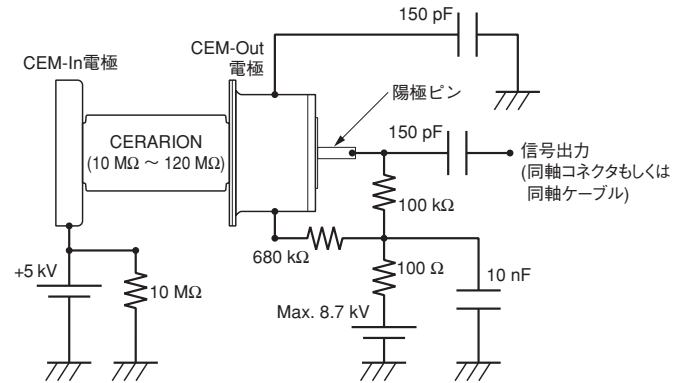 150 pF
CEM-Out
電極
CEM-In電極
陽極ピン
150 pF
CERARION
(10 MΩ ～ 120 MΩ)
信号出力
(同軸コネクタもしくは
同軸ケーブル)
100 kΩ
680 kΩ
+5 kV
10 MΩ
100 Ω
10 nF
Max. 8.7 kV